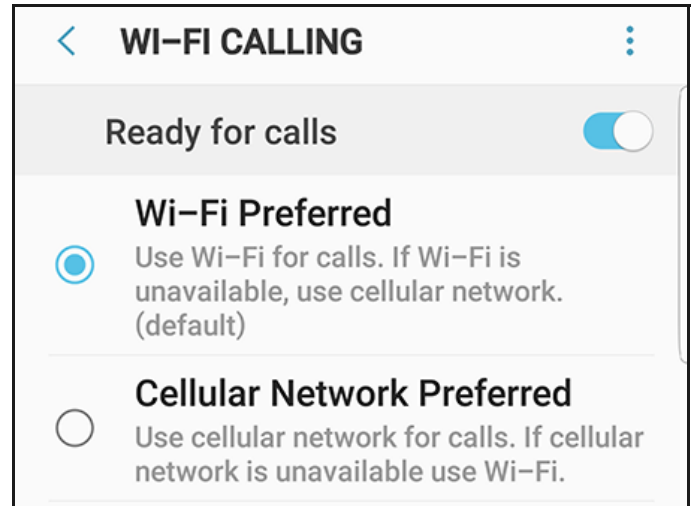 WI–FI CALLING
Ready for calls
Wi–Fi Preferred
Use Wi–Fi for calls. If Wi–Fi is
unavailable, use cellular network.
(default)
Cellular Network Preferred
Use cellular network for calls. If cellular
network is unavailable use Wi–Fi.